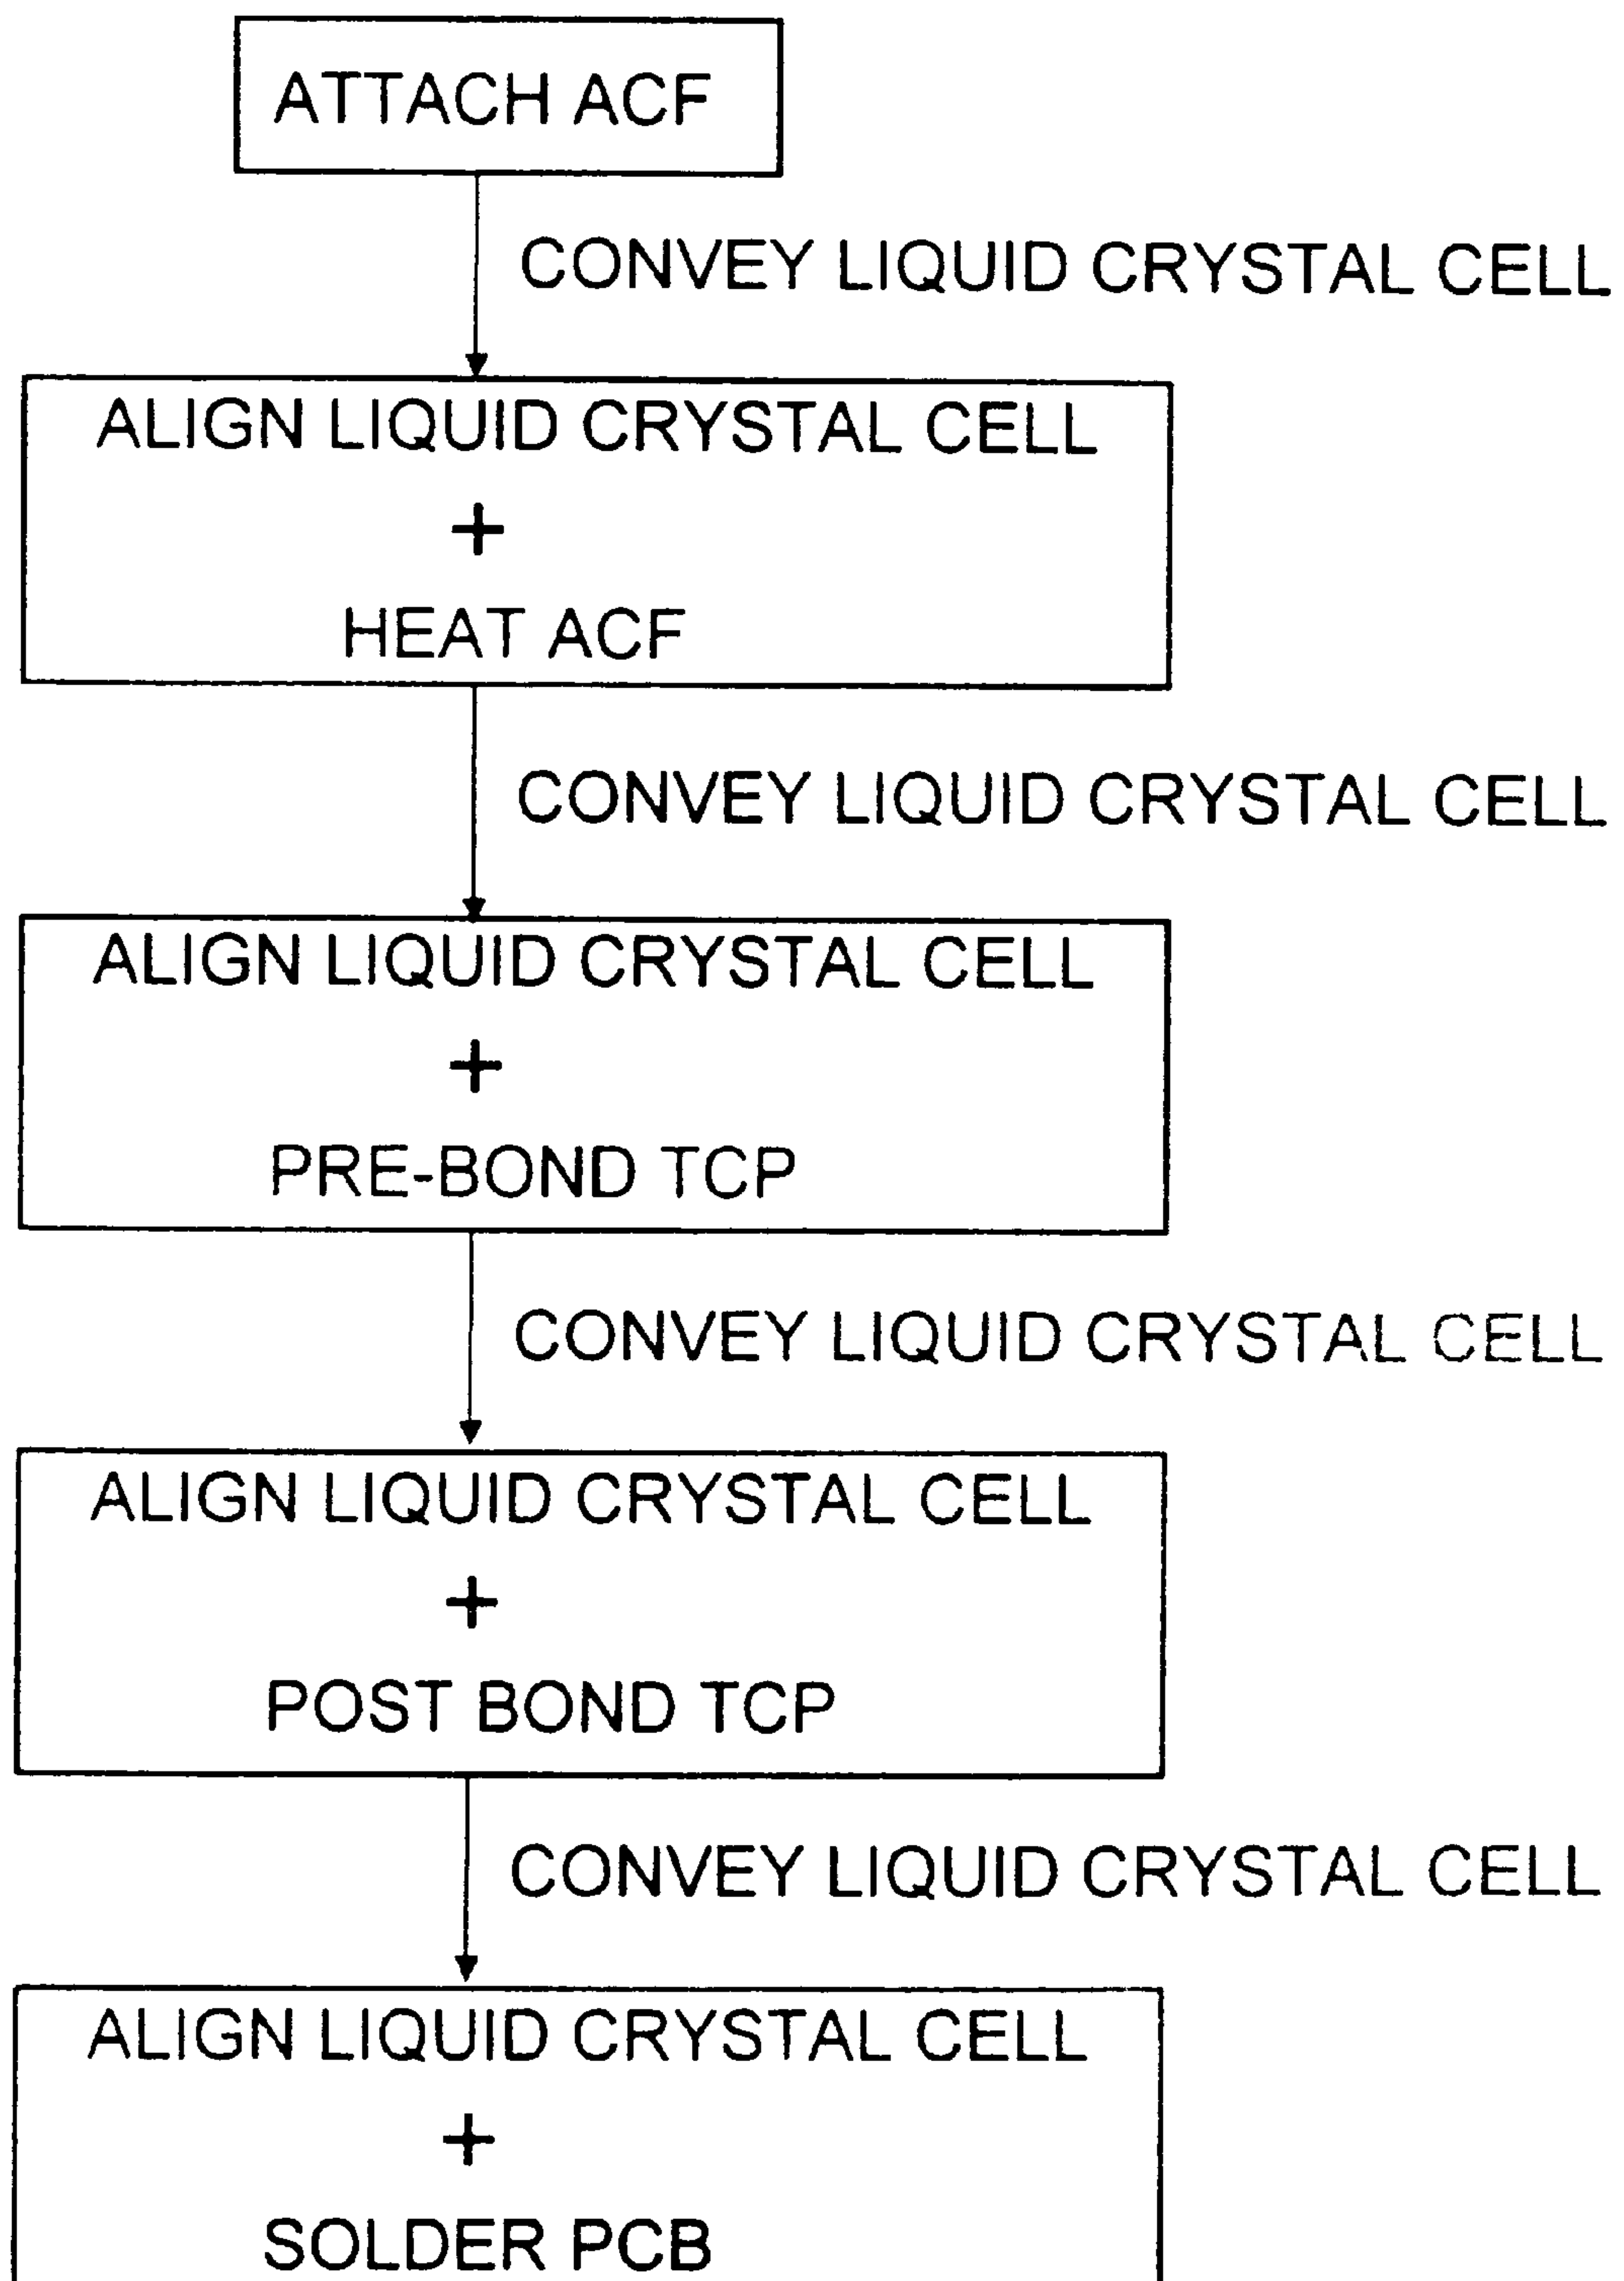 ATTACH ACF
CONVEY LIQUID CRYSTAL CELL
ALIGN LIQUID CRYSTAL CELL
+
HEAT ACF
CONVEY LIQUID CRYSTAL CELL
ALIGN LIQUID CRYSTAL CELL
+
PRE-BOND TCP
CONVEY LIQUID CRYSTAL CELL
ALIGN LIQUID CRYSTAL CELL
+
POST BOND TCP
CONVEY LIQUID CRYSTAL CELL
ALIGN LIQUID CRYSTAL CELL
+
SOLDER PCB